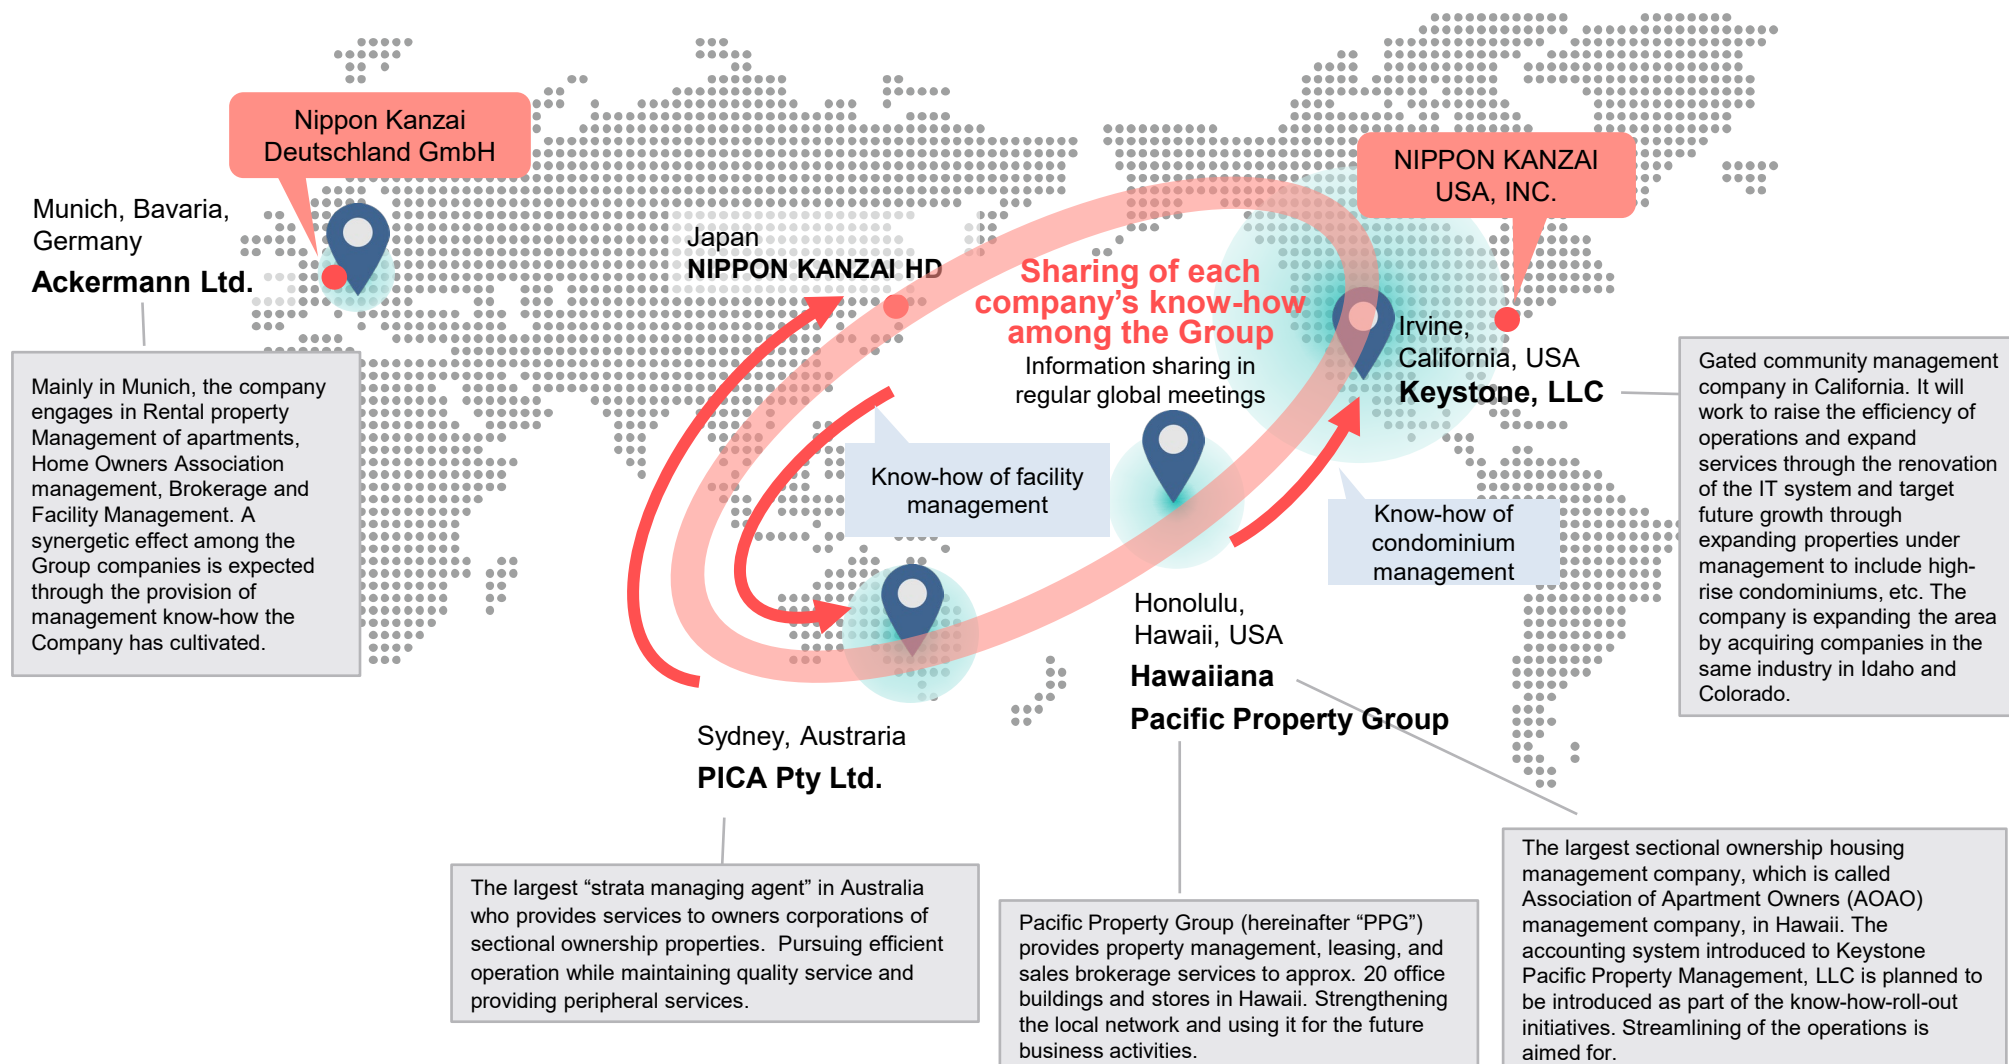 Nippon Kanzai
Deutschland GmbH
Munich, Bavaria,
Germany
Ackermann Ltd.
Mainly in Munich, the company
engages in Rental property
Management of apartments,
Home Owners Association
management, Brokerage and
Facility Management. A
synergetic effect among the
Group companies is expected
through the provision of
management know-how the
Company has cultivated.
Japan
NIPPON KANZAI HD
Sharing of each
company’s know-how
among the Group
Information sharing in
regular global meetings
NIPPON KANZAI
USA, INC.
Irvine,
California, USA
Keystone, LLC
Gated community management
company in California. It will
work to raise the efficiency of
operations and expand
services through the renovation
of the IT system and target
future growth through
expanding properties under
management to include high-
rise condominiums, etc. The
company is expanding the area
by acquiring companies in the
same industry in Idaho and
Colorado.
Know-how of facility
management
Know-how of
condominium
management
Honolulu,
Hawaii, USA
Hawaiiana
Pacific Property Group
Sydney, Austraria
PICA Pty Ltd.
The largest “strata managing agent” in Australia
who provides services to owners corporations of
sectional ownership properties.  Pursuing efficient
operation while maintaining quality service and
providing peripheral services.
Pacific Property Group (hereinafter “PPG”)
provides property management, leasing, and
sales brokerage services to approx. 20 office
buildings and stores in Hawaii. Strengthening
the local network and using it for the future
business activities.
The largest sectional ownership housing
management company, which is called
Association of Apartment Owners (AOAO)
management company, in Hawaii. The
accounting system introduced to Keystone
Pacific Property Management, LLC is planned to
be introduced as part of the know-how-roll-out
initiatives. Streamlining of the operations is
aimed for.